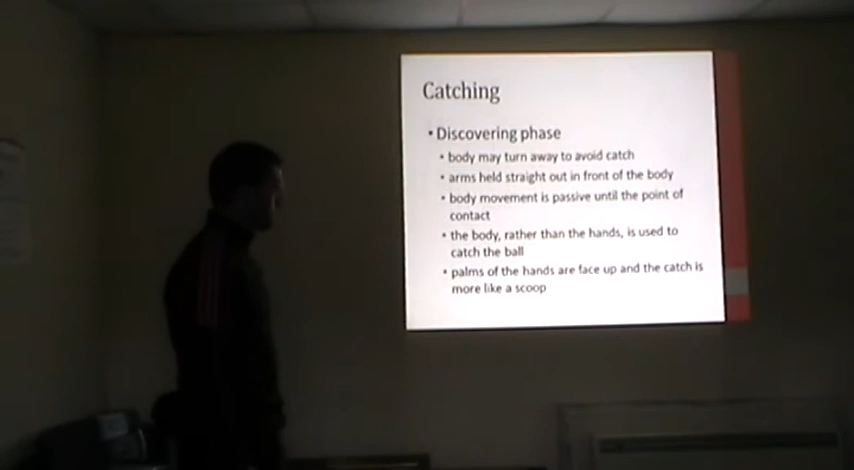 Catching
• Discovering phase
• body may turn away to avoid catch
• arms held straight out in front of the body
• body movement is passive until the point of
contact
• the body, rather than the hands, is used to
catch the ball
• palms of the hands are face up and the catch is
more like a scoop